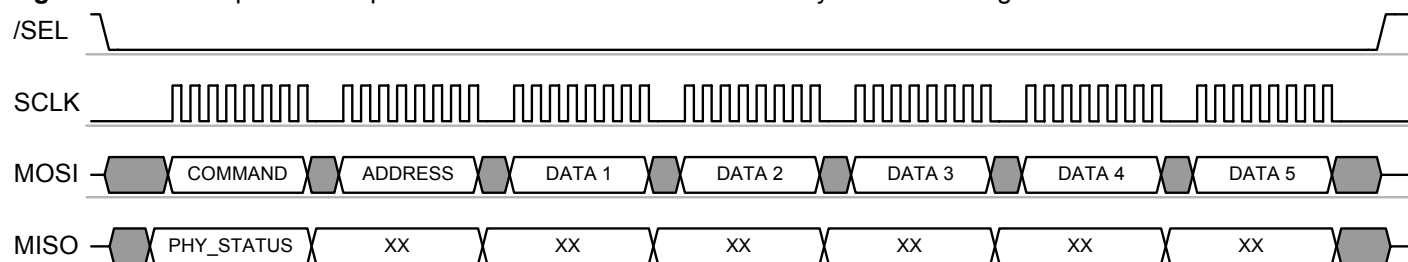 /SEL
SCLK
MOSI COMMAND ADDRESS DATA 1 DATA 2 DATA 3 DATA 4 DATA 5
MISO PHY_STATUS XX XX XX XX XX XX